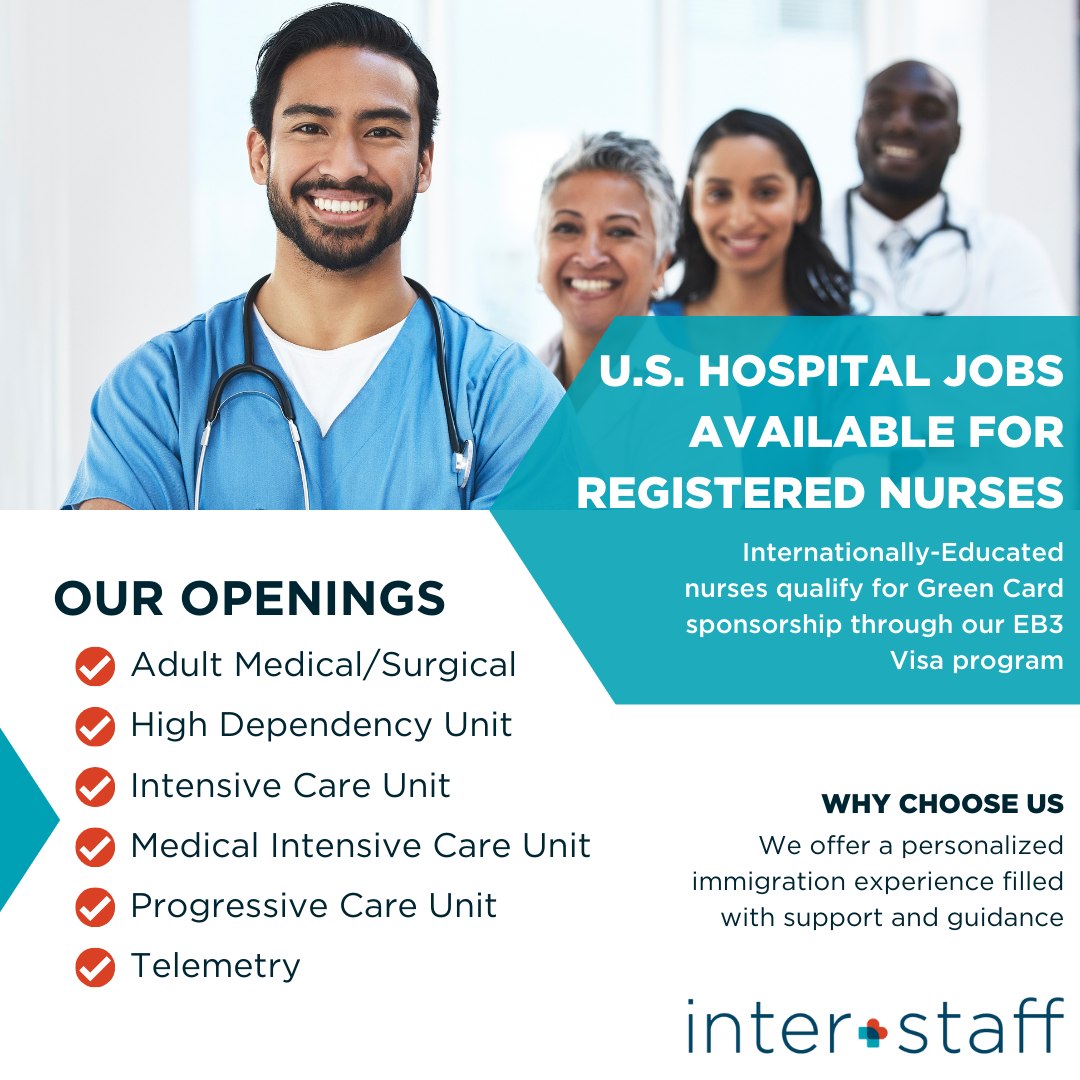 U.S. HOSPITAL JOBS
AVAILABLE FOR
REGISTERED NURSES
Internationally-Educated
nurses qualify for Green Card
sponsorship through our EB3
Visa program
OUR OPENINGS
Adult Medical/Surgical
High Dependency Unit
Intensive Care Unit
Medical Intensive Care Unit
Progressive Care Unit
Telemetry
WHY CHOOSE US
We offer a personalized
immigration experience filled
with support and guidance
inter staff